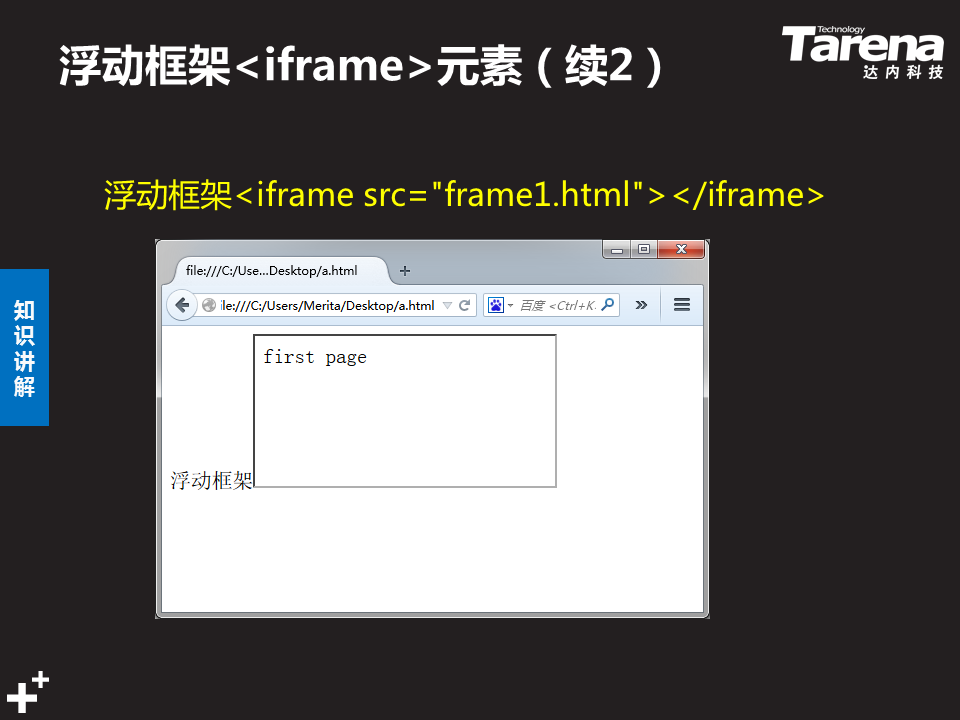 浮动框架<iframe>元素（续2）
Technology
Tarena
达内科技
浮动框架<iframe src="frame1.html"></iframe>
知识讲解
file:///C:/Use...Desktop/a.html
ile:///C:/Users/Merita/Desktop/a.html
百度 <Ctrl+K.
first page
浮动框架